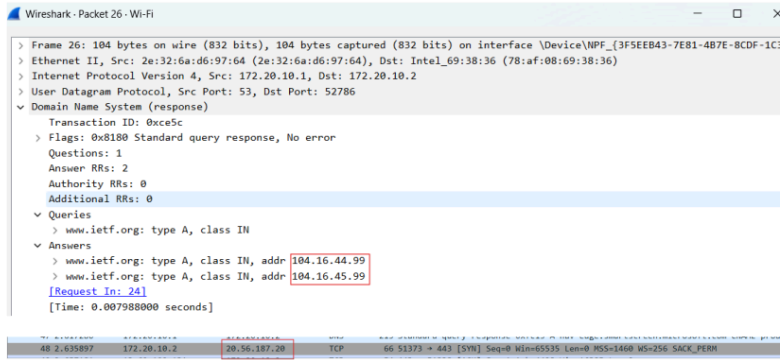 Wireshark · Packet 26 · Wi-Fi
> Frame 26: 104 bytes on wire (832 bits), 104 bytes captured (832 bits) on interface \Device\NPF_{3F5EEB43-7E81-4B7E-8CDF-1C3
> Ethernet II, Src: 2e:32:6a:d6:97:64 (2e:32:6a:d6:97:64), Dst: Intel_69:38:36 (78:af:08:69:38:36)
> Internet Protocol Version 4, Src: 172.20.10.1, Dst: 172.20.10.2
> User Datagram Protocol, Src Port: 53, Dst Port: 52786
Domain Name System (response)
Transaction ID: 0xce5c
> Flags: 0x8180 Standard query response, No error
Questions: 1
Answer RRs: 2
Authority RRs: 0
Additional RRs: 0
Queries
> www.ietf.org: type A, class IN
Answers
> www.ietf.org: type A, class IN, addr 104.16.44.99
> www.ietf.org: type A, class IN, addr 104.16.45.99
[Request In: 24]
[Time: 0.007988000 seconds]
48 2.635897 172.20.10.2 20.56.187.20 TCP 66 51373 → 443 [SYN] Seq=0 Win=65535 Len=0 MSS=1460 WS=256 SACK_PERM